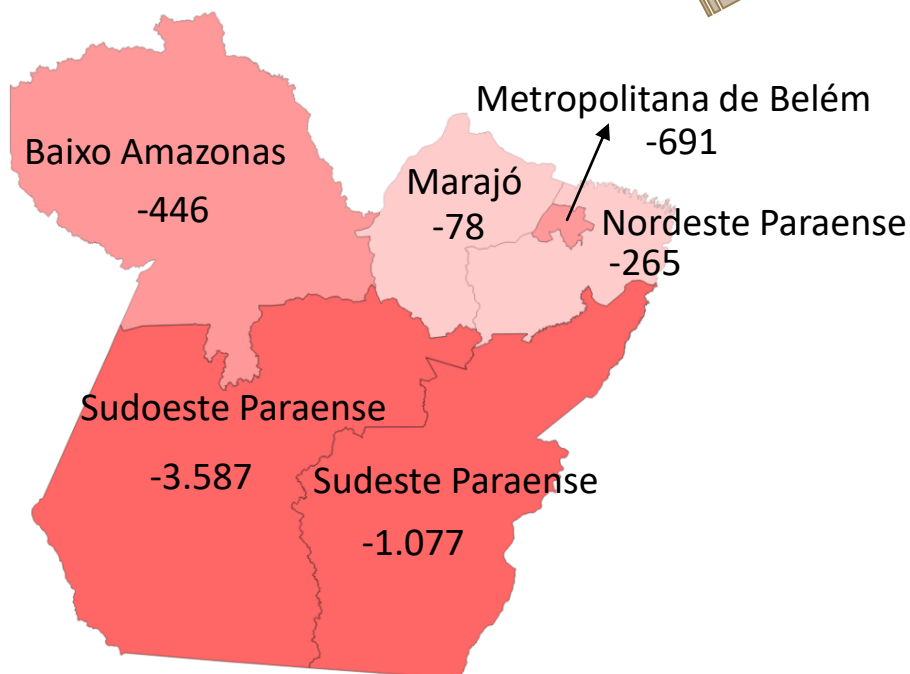 Metropolitana de Belém
-691
Baixo Amazonas
-446
Marajó
-78
Nordeste Paraense
-265
Sudoeste Paraense
-3.587
Sudeste Paraense
-1.077